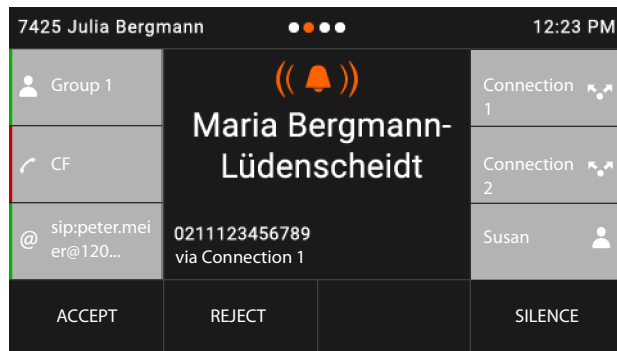 7425 Julia Bergmann
12:23 PM
Group 1
CF
sip:peter.mei
er@120...
Maria Bergmann-
Lüdenscheidt
0211123456789
via Connection 1
Connection
1
Connection
2
Susan
ACCEPT
REJECT
SILENCE